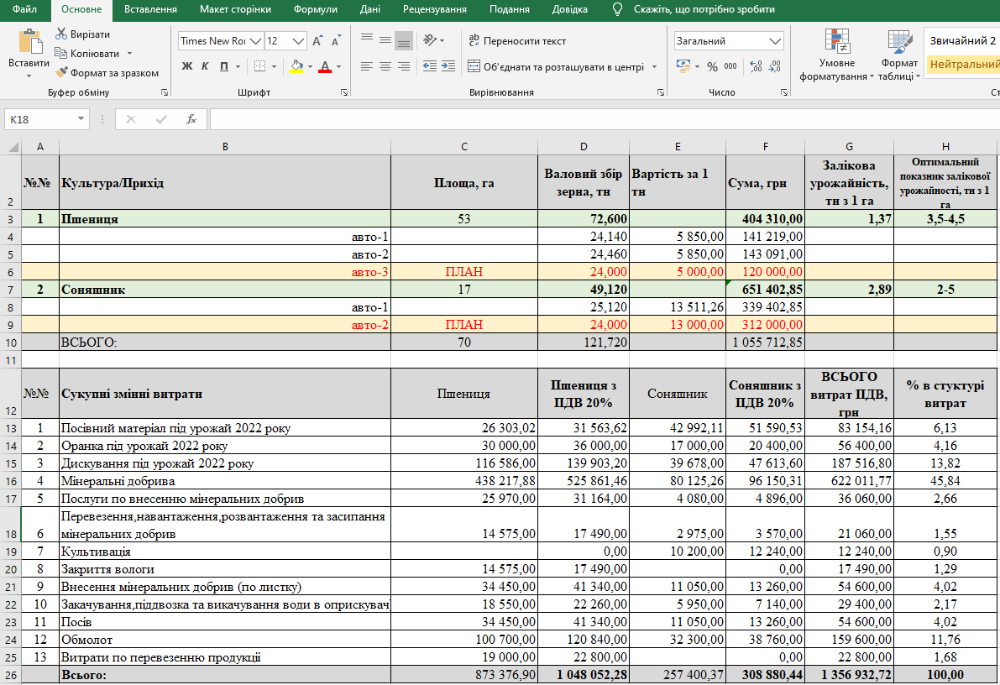 Файл Основне Вставлення Макет сторінки Формули Дані Рецензування Подання Довідка Скажіть, що потрібно зробити
Вставити
Вирізати
Копіювати
Формат за зразком
Буфер обміну
Times New Ror 12
Ж К П
Шрифт
Переносити текст
Об'єднати та розташувати в центрі
Вирівнювання
Загальний
% 000
Число
Умовне форматування
Формат таблиці
Звичайний 2
Нейтральний
Ст
K18 fx
A B C D E F G H
2 №№ Культура/Прихід Площа, га Валовий збір зерна, тн Вартість за 1 тн Сума, грн Залікова урожайність, тн з 1 га Оптимальний показник залікової урожайності, тн з 1 га
3 1 Пшениця 53 72,600 404 310,00 1,37 3,5-4,5
4 авто-1 24,140 5 850,00 141 219,00
5 авто-2 24,460 5 850,00 143 091,00
6 авто-3 ПЛАН 24,000 5 000,00 120 000,00
7 2 Соняшник 17 49,120 651 402,85 2,89 2-5
8 авто-1 25,120 13 511,26 339 402,85
9 авто-2 ПЛАН 24,000 13 000,00 312 000,00
10 ВСЬОГО: 70 121,720 1 055 712,85
11
12 №№ Сукупні змінні витрати Пшениця Пшениця з ПДВ 20% Соняшник Соняшник з ПДВ 20% ВСЬОГО витрат ПДВ, грн % в стуктурі витрат
13 1 Посівний матеріал під урожай 2022 року 26 303,02 31 563,62 42 992,11 51 590,53 83 154,16 6,13
14 2 Оранка під урожай 2022 року 30 000,00 36 000,00 17 000,00 20 400,00 56 400,00 4,16
15 3 Дискування під урожай 2022 року 116 586,00 139 903,20 39 678,00 47 613,60 187 516,80 13,82
16 4 Мінеральні добрива 438 217,88 525 861,46 80 125,26 96 150,31 622 011,77 45,84
17 5 Послуги по внесенню мінеральних добрив 25 970,00 31 164,00 4 080,00 4 896,00 36 060,00 2,66
18 6 Перевезення,навантаження,розвантаження та засипання мінеральних добрив 14 575,00 17 490,00 2 975,00 3 570,00 21 060,00 1,55
19 7 Культивація 0,00 10 200,00 12 240,00 12 240,00 0,90
20 8 Закриття вологи 14 575,00 17 490,00 0,00 17 490,00 1,29
21 9 Внесення мінеральних добрив (по листку) 34 450,00 41 340,00 11 050,00 13 260,00 54 600,00 4,02
22 10 Закачування,піддвозка та викачування води в оприскувач 18 550,00 22 260,00 5 950,00 7 140,00 29 400,00 2,17
23 11 Посів 34 450,00 41 340,00 11 050,00 13 260,00 54 600,00 4,02
24 12 Обмолот 100 700,00 120 840,00 32 300,00 38 760,00 159 600,00 11,76
25 13 Витрати по перевезенню продукції 19 000,00 22 800,00 0,00 22 800,00 1,68
26 Всього: 873 376,90 1 048 052,28 257 400,37 308 880,44 1 356 932,72 100,00